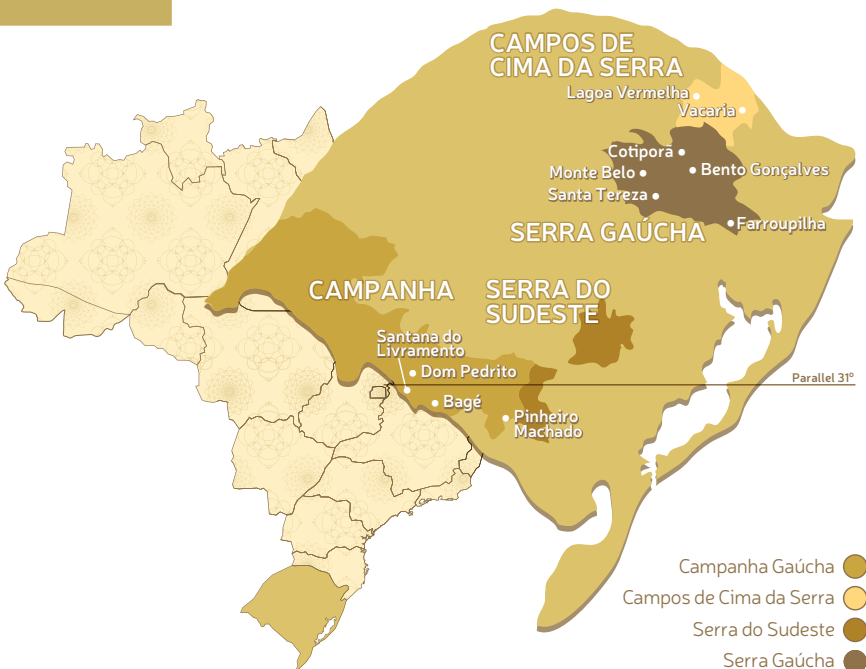 CAMPOS DE
CIMA DA SERRA
Lagoa Vermelha
Vacaria
Cotiporã
Monte Belo
Bento Gonçalves
Santa Tereza
SERRA GAÚCHA
Farroupilha
CAMPANHA
SERRA DO
SUDESTE
Santana do
Livramento
Dom Pedrito
Parallel 31º
Bagé
Pinheiro
Machado
Campanha Gaúcha
Campos de Cima da Serra
Serra do Sudeste
Serra Gaúcha